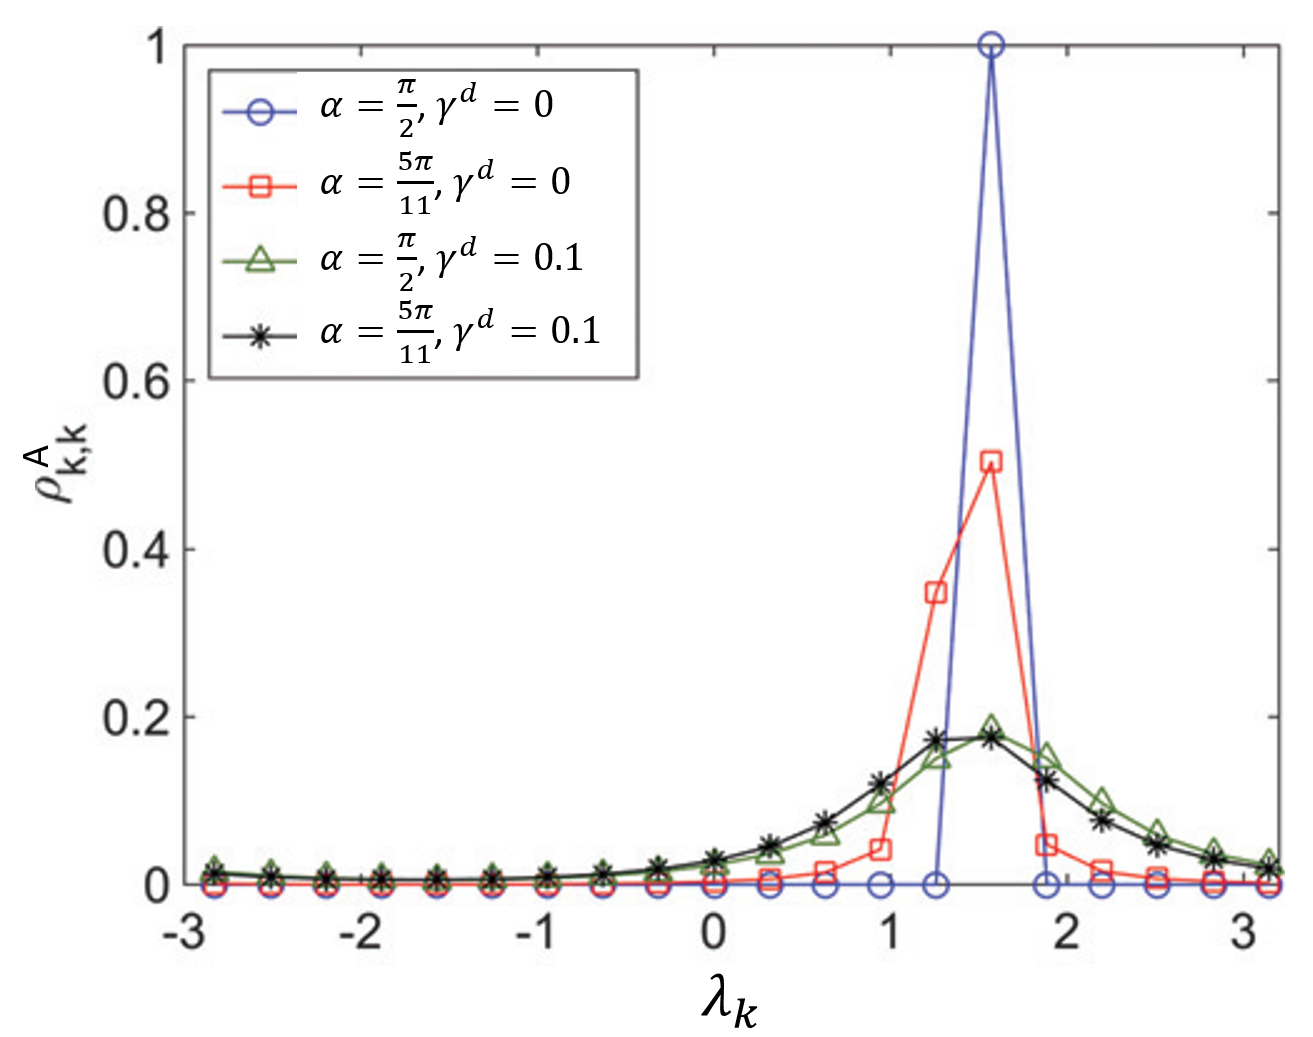 1
0.8
0.6
0.4
0.2
0
α = π/2, γ^d = 0
α = 5π/11, γ^d = 0
α = π/2, γ^d = 0.1
α = 5π/11, γ^d = 0.1
ρ^A_k,k
-3 -2 -1 0 1 2 3
λ_k